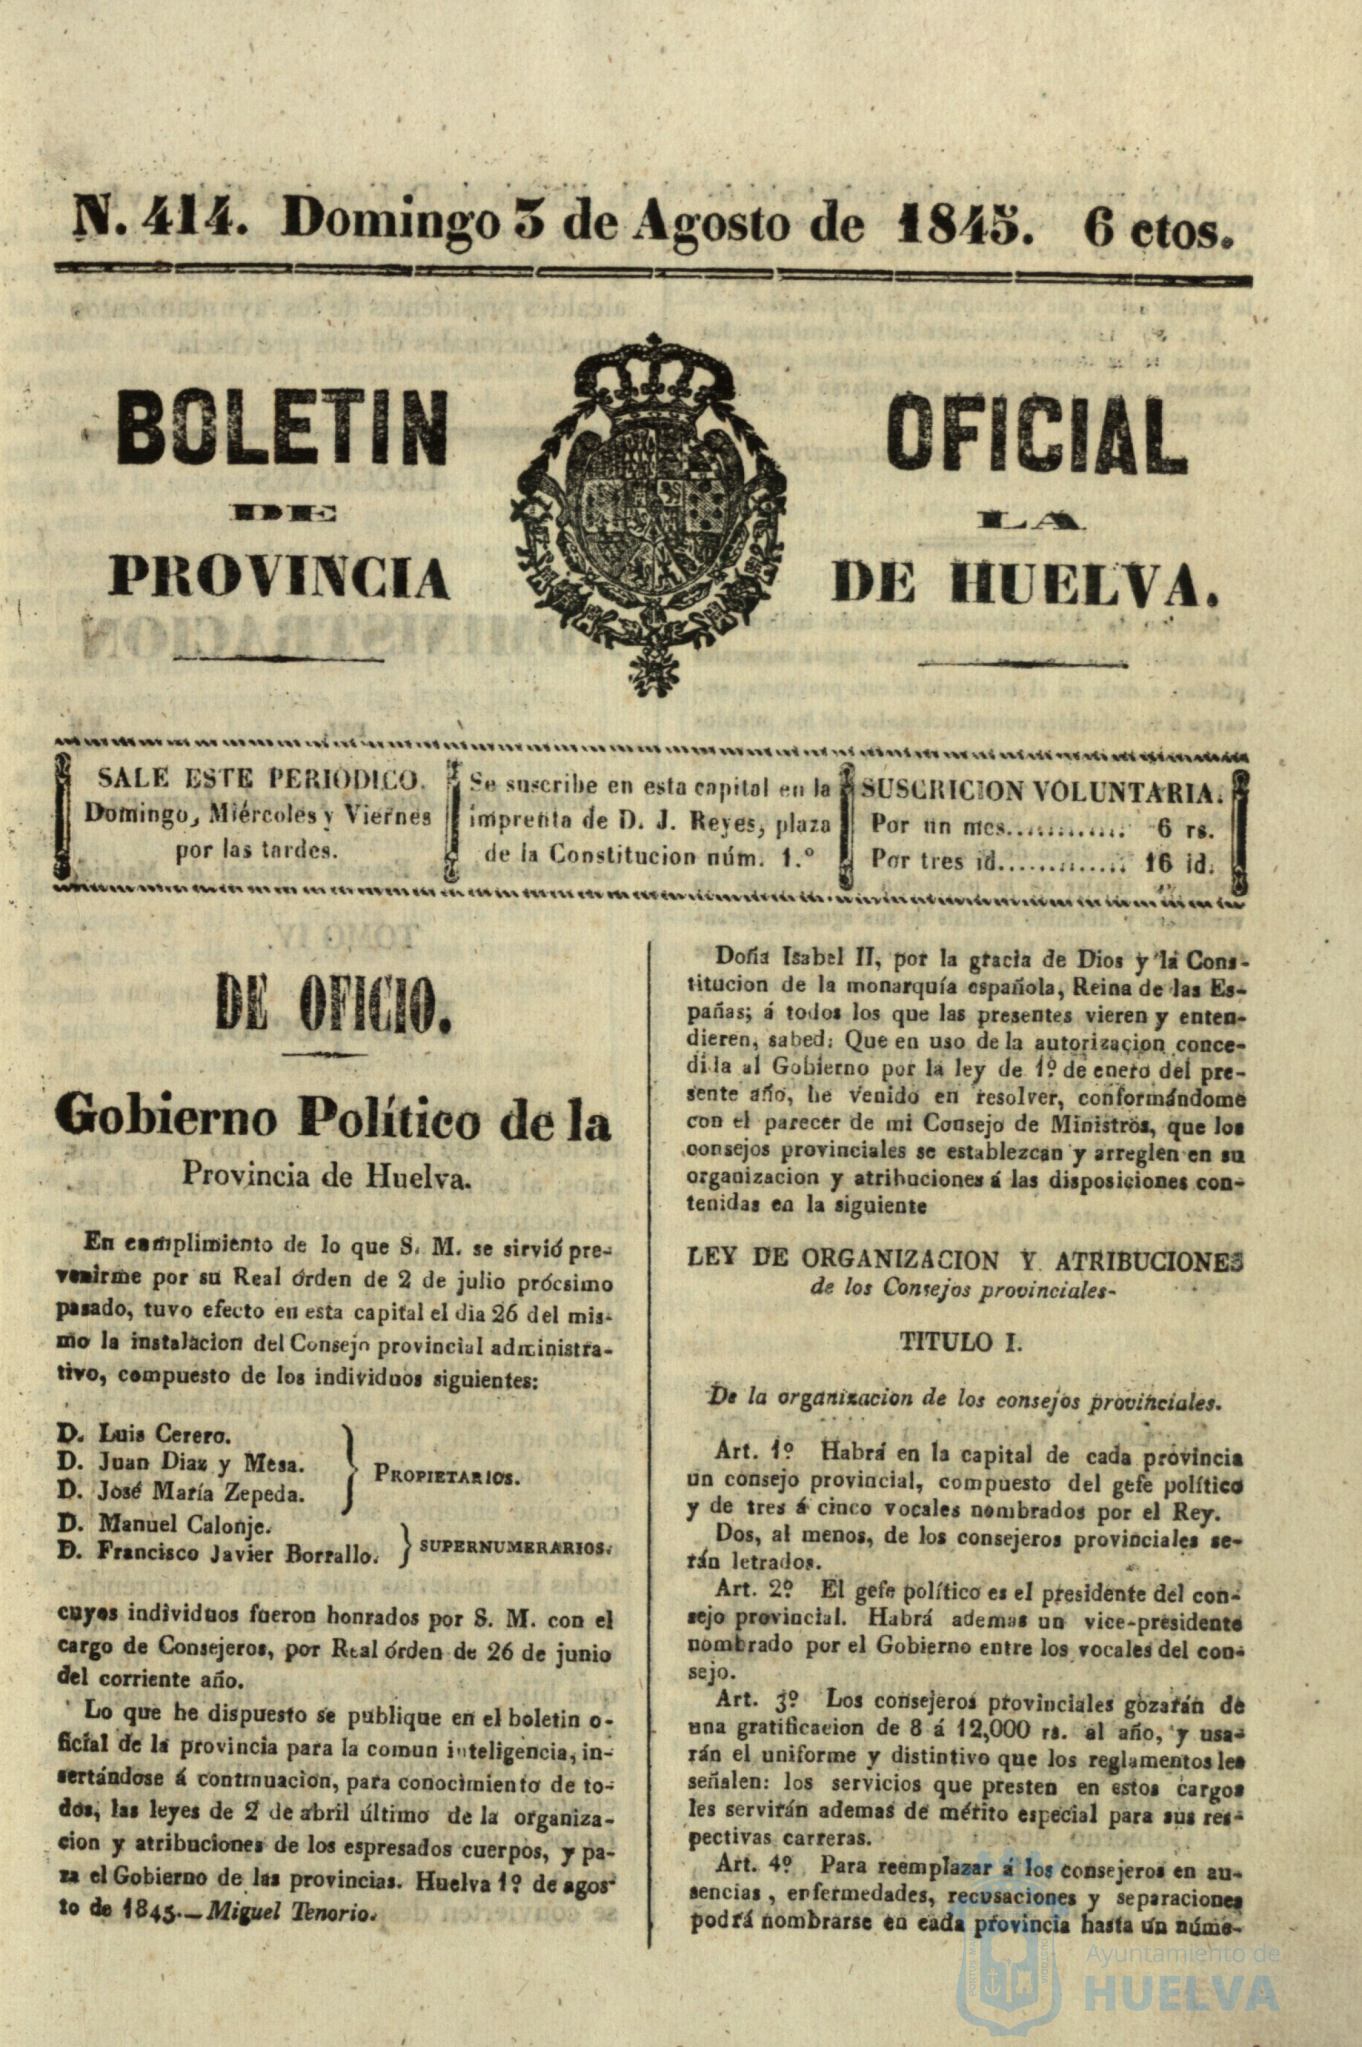 N. 414. Domingo 3 de Agosto de 1845. 6 ctos.
BOLETIN OFICIAL
DE LA
PROVINCIA DE HUELVA.
SALE ESTE PERIODICO.
Domingo, Miércoles y Viernes
por las tardes.
Se suscribe en esta capital en la
imprenta de D. J. Reyes, plaza
de la Constitucion núm. 1.º
SUSCRICION VOLUNTARIA.
Por un mes............ 6 rs.
Por tres id............. 16 id.
DE OFICIO.
Gobierno Político de la
Provincia de Huelva.
En complimiento de lo que S. M. se sirvió pre-
venirme por su Real órden de 2 de julio prócsimo
pasado, tuvo efecto en esta capital el dia 26 del mis-
mo la instalacion del Consejo provincial administra-
tivo, compuesto de los individuos siguientes:
D. Luis Cerero.
D. Juan Diaz y Mesa.
D. José María Zepeda.
PROPIETARIOS.
D. Manuel Calonje.
D. Francisco Javier Borrallo.
SUPERNUMERARIOS.
cuyos individuos fueron honrados por S. M. con el
cargo de Consejeros, por Real órden de 26 de junio
del corriente año.
Lo que he dispuesto se publique en el boletin o-
ficial de la provincia para la comun inteligencia, in-
sertándose á continuacion, para conocimiento de to-
dos, las leyes de 2 de abril último de la organiza-
cion y atribuciones de los espresados cuerpos, y pa-
ra el Gobierno de las provincias. Huelva 1º de agos-
to de 1845.—Miguel Tenorio.
Doña Isabel II, por la gracia de Dios y la Cons-
titucion de la monarquía española, Reina de las Es-
pañas; á todos los que las presentes vieren y enten-
dieren, sabed: Que en uso de la autorizacion conce-
dida al Gobierno por la ley de 1º de enero del pre-
sente año, he venido en resolver, conformándome
con el parecer de mi Consejo de Ministros, que los
consejos provinciales se establezcan y arreglen en su
organizacion y atribuciones á las disposiciones con-
tenidas en la siguiente
LEY DE ORGANIZACION Y ATRIBUCIONES
de los Consejos provinciales-
TITULO I.
De la organizacion de los consejos provinciales.
Art. 1º Habrá en la capital de cada provincia
un consejo provincial, compuesto del gefe político
y de tres á cinco vocales nombrados por el Rey.
Dos, al menos, de los consejeros provinciales se-
rán letrados.
Art. 2º El gefe político es el presidente del con-
sejo provincial. Habrá ademas un vice-presidente
nombrado por el Gobierno entre los vocales del con-
sejo.
Art. 3º Los consejeros provinciales gozarán de
una gratificacion de 8 á 12,000 rs. al año, y usa-
rán el uniforme y distintivo que los reglamentos les
señalen: los servicios que presten en estos cargos
les servirán ademas de mérito especial para sus res-
pectivas carreras.
Art. 4º Para reemplazar á los consejeros en au-
sencias, enfermedades, recusaciones y separaciones
podrá nombrarse en cada provincia hasta un núme-
Ayuntamiento de
HUELVA